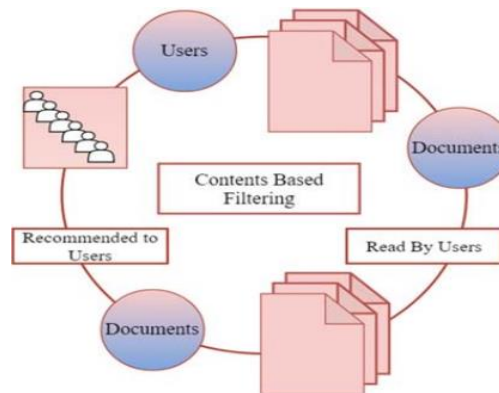 Users
Documents
Contents Based
Filtering
Recommended to
Users
Read By Users
Documents